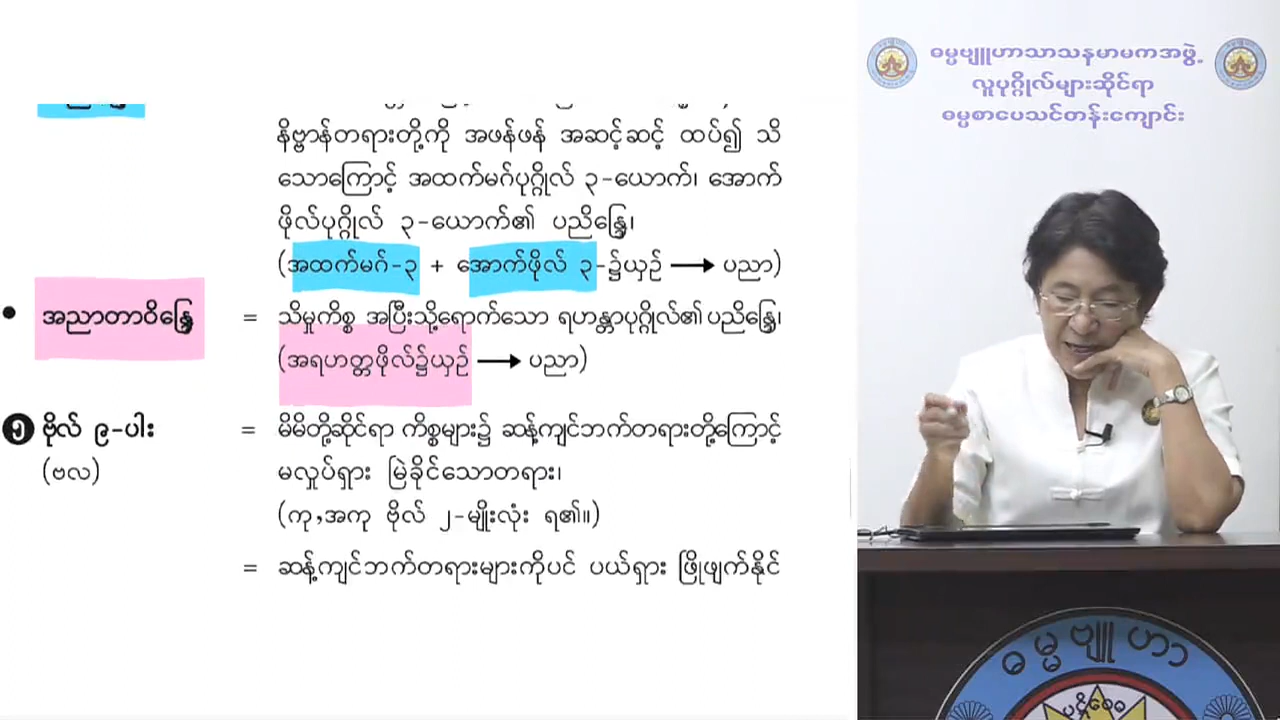 နိဗ္ဗာန်တရားတို့ကို အဖန်ဖန် အဆင့်ဆင့် ထပ်၍ သိ
သောကြောင့် အထက်မဂ်ပုဂ္ဂိုလ် ၃-ယောက်၊ အောက်
ဖိုလ်ပုဂ္ဂိုလ် ၃-ယောက်၏ ပညိန္ဒြေ၊
(အထက်မဂ်-၃ + အောက်ဖိုလ် ၃-၌ယှဉ် → ပညာ)
• အညာတာဝိန္ဒြေ = သိမှုကိစ္စ အပြီးသို့ရောက်သော ရဟန္တာပုဂ္ဂိုလ်၏ ပညိန္ဒြေ၊
(အရဟတ္တဖိုလ်၌ယှဉ် → ပညာ)
၅ ဗိုလ် ၉-ပါး = မိမိတို့ဆိုင်ရာ ကိစ္စများ၌ ဆန့်ကျင်ဘက်တရားတို့ကြောင့်
(ဗလ) မလှုပ်ရှား မြဲခိုင်သောတရား၊
(ကု,အကု ဗိုလ် ၂-မျိုးလုံး ရ၏။)
= ဆန့်ကျင်ဘက်တရားများကိုပင် ပယ်ရှား ဖြိုဖျက်နိုင်
ဓမ္မဗျူဟာသာသနမာမကအဖွဲ့
လူပုဂ္ဂိုလ်များဆိုင်ရာ
ဓမ္မစာပေသင်တန်းကျောင်း
ဓမ္မဗျူဟာ
ပဋိဝေဓ